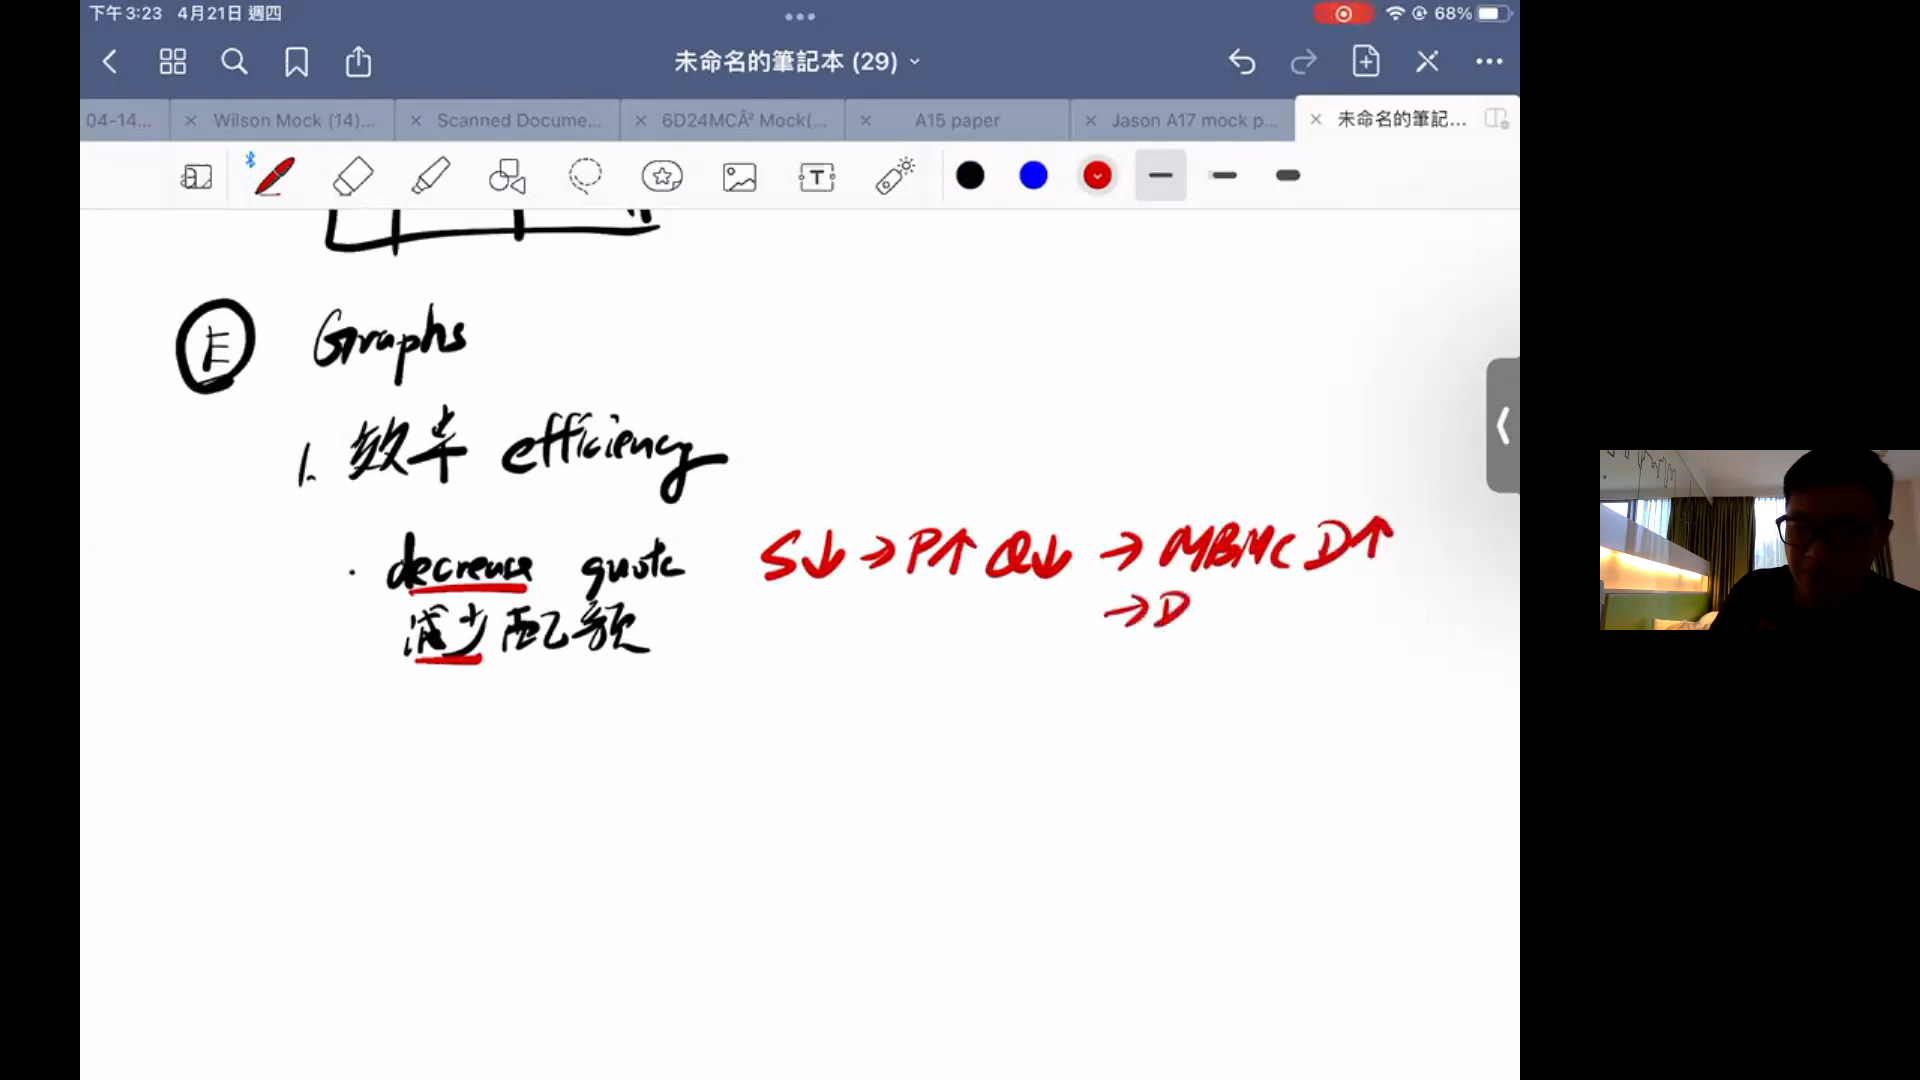 下午3:23 4月21日 週四
68%
未命名的筆記本 (29)
04-14... Wilson Mock (14)... Scanned Docume... 6D24MCÂ² Mock(... A15 paper Jason A17 mock p... 未命名的筆記...
E Graphs
1. 效率 efficiency
· decrease quota S↓ → P↑ Q↓ → MB MC D↑
減少配額 → D